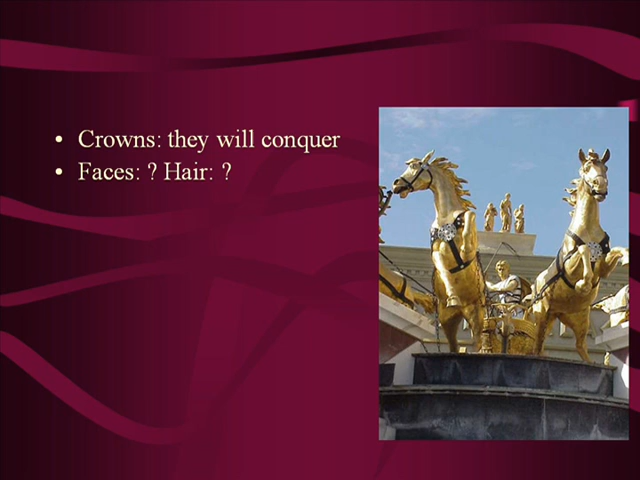 • Crowns: they will conquer
• Faces: ? Hair: ?